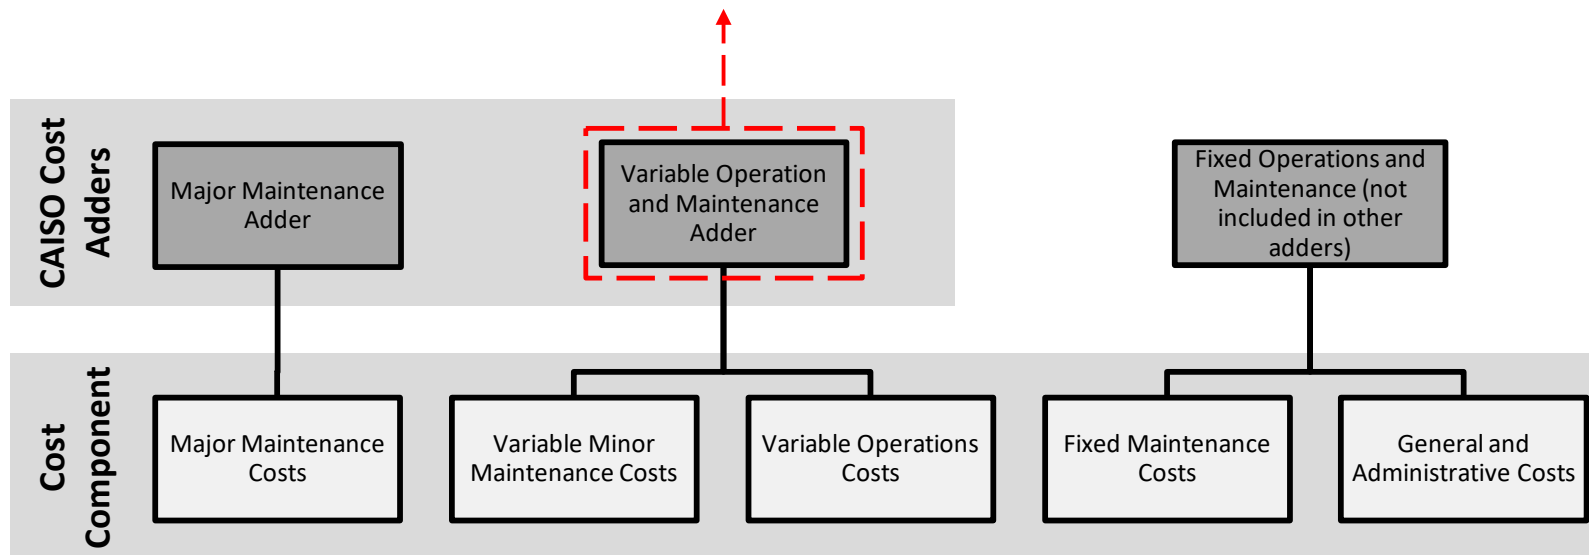 CAISO Cost
Adders
Major Maintenance
Adder
Variable Operation
and Maintenance
Adder
Fixed Operations and
Maintenance (not
included in other
adders)
Cost
Component
Major Maintenance
Costs
Variable Minor
Maintenance Costs
Variable Operations
Costs
Fixed Maintenance
Costs
General and
Administrative Costs